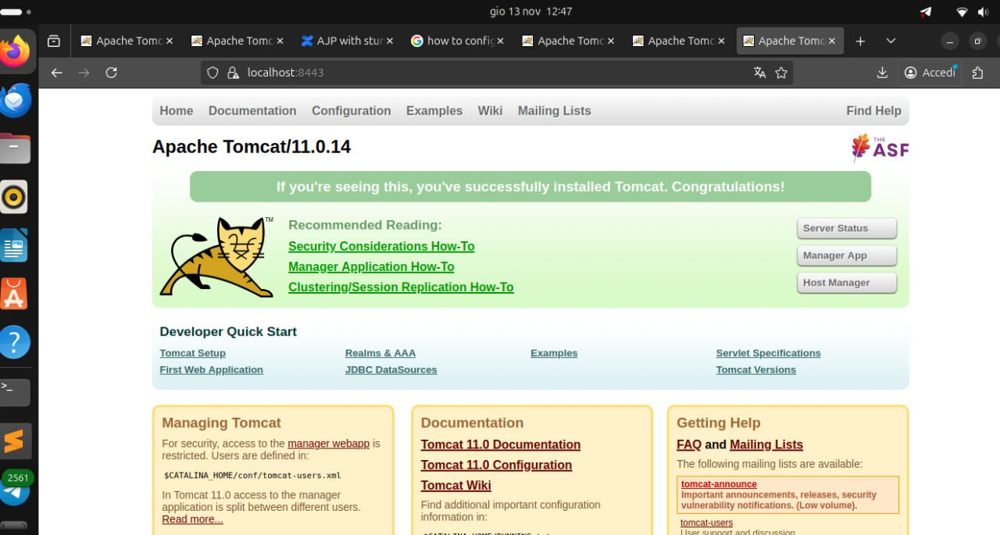 gio 13 nov 12:47
Apache Tomc
Apache Tomc
AJP with stur
how to config
Apache Tomc
Apache Tomc
Apache Tomc
localhost:8443
Accedi
Home Documentation Configuration Examples Wiki Mailing Lists Find Help
Apache Tomcat/11.0.14
THE
ASF
If you're seeing this, you've successfully installed Tomcat. Congratulations!
TM
Recommended Reading:
Security Considerations How-To
Manager Application How-To
Clustering/Session Replication How-To
Server Status
Manager App
Host Manager
Developer Quick Start
Tomcat Setup
First Web Application
Realms & AAA
JDBC DataSources
Examples
Servlet Specifications
Tomcat Versions
Managing Tomcat
For security, access to the manager webapp is
restricted. Users are defined in:
$CATALINA_HOME/conf/tomcat-users.xml
In Tomcat 11.0 access to the manager
application is split between different users.
Read more...
Documentation
Tomcat 11.0 Documentation
Tomcat 11.0 Configuration
Tomcat Wiki
Find additional important configuration
information in:
Getting Help
FAQ and Mailing Lists
The following mailing lists are available:
tomcat-announce
Important announcements, releases, security
vulnerability notifications. (Low volume).
tomcat-users
User support and discussion
2561